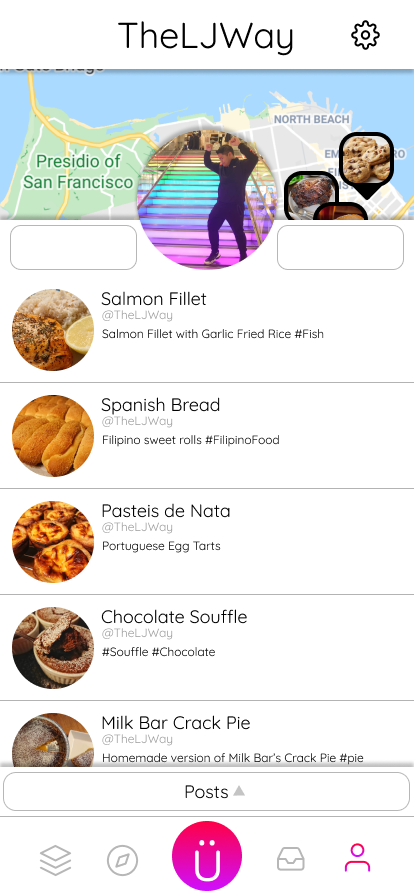 TheLJWay
NORTH BEACH
Presidio of
San Francisco
Salmon Fillet
@TheLJWay
Salmon Fillet with Garlic Fried Rice #Fish
Spanish Bread
@TheLJWay
Filipino sweet rolls #FilipinoFood
Pasteis de Nata
@TheLJWay
Portuguese Egg Tarts
Chocolate Souffle
@TheLJWay
#Souffle #Chocolate
Milk Bar Crack Pie
@TheLJWay
Homemade version of Milk Bar's Crack Pie #pie
Posts
Ü